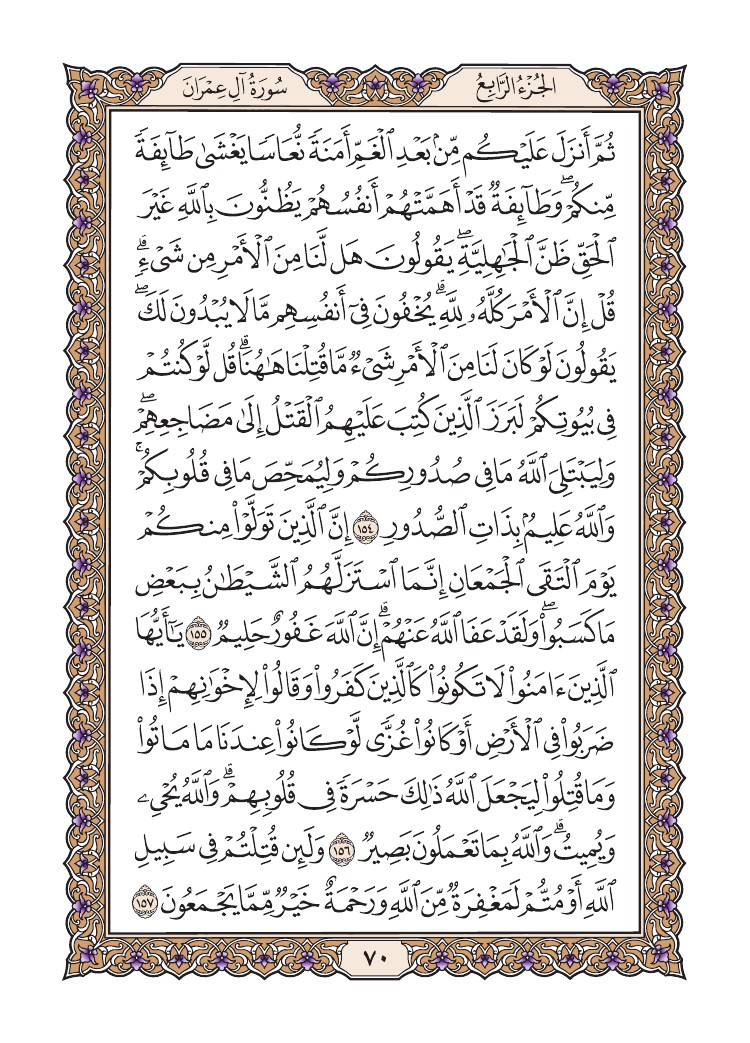 الجُزْءُ الرَّابِعُ
سُورَةُ آلِ عِمْرَانَ
ثُمَّ أَنزَلَ عَلَيْكُم مِّنۢ بَعْدِ ٱلْغَمِّ أَمَنَةً نُّعَاسًا يَغْشَىٰ طَآئِفَةً
مِّنكُمْۖ وَطَآئِفَةٌ قَدْ أَهَمَّتْهُمْ أَنفُسُهُمْ يَظُنُّونَ بِٱللَّهِ غَيْرَ
ٱلْحَقِّ ظَنَّ ٱلْجَٰهِلِيَّةِۖ يَقُولُونَ هَل لَّنَا مِنَ ٱلْأَمْرِ مِن شَىْءٍۗ
قُلْ إِنَّ ٱلْأَمْرَ كُلَّهُۥ لِلَّهِۗ يُخْفُونَ فِىٓ أَنفُسِهِم مَّا لَا يُبْدُونَ لَكَۖ
يَقُولُونَ لَوْ كَانَ لَنَا مِنَ ٱلْأَمْرِ شَىْءٌ مَّا قُتِلْنَا هَٰهُنَاۗ قُل لَّوْ كُنتُمْ
فِى بُيُوتِكُمْ لَبَرَزَ ٱلَّذِينَ كُتِبَ عَلَيْهِمُ ٱلْقَتْلُ إِلَىٰ مَضَاجِعِهِمْۖ
وَلِيَبْتَلِىَ ٱللَّهُ مَا فِى صُدُورِكُمْ وَلِيُمَحِّصَ مَا فِى قُلُوبِكُمْۚ
وَٱللَّهُ عَلِيمٌۢ بِذَاتِ ٱلصُّدُورِ ١٥٤ إِنَّ ٱلَّذِينَ تَوَلَّوْا۟ مِنكُمْ
يَوْمَ ٱلْتَقَى ٱلْجَمْعَانِ إِنَّمَا ٱسْتَزَلَّهُمُ ٱلشَّيْطَٰنُ بِبَعْضِ
مَا كَسَبُوا۟ۖ وَلَقَدْ عَفَا ٱللَّهُ عَنْهُمْۗ إِنَّ ٱللَّهَ غَفُورٌ حَلِيمٌ ١٥٥ يَٰٓأَيُّهَا
ٱلَّذِينَ ءَامَنُوا۟ لَا تَكُونُوا۟ كَٱلَّذِينَ كَفَرُوا۟ وَقَالُوا۟ لِإِخْوَٰنِهِمْ إِذَا
ضَرَبُوا۟ فِى ٱلْأَرْضِ أَوْ كَانُوا۟ غُزًّى لَّوْ كَانُوا۟ عِندَنَا مَا مَاتُوا۟
وَمَا قُتِلُوا۟ لِيَجْعَلَ ٱللَّهُ ذَٰلِكَ حَسْرَةً فِى قُلُوبِهِمْۗ وَٱللَّهُ يُحْىِۦ
وَيُمِيتُۗ وَٱللَّهُ بِمَا تَعْمَلُونَ بَصِيرٌ ١٥٦ وَلَئِن قُتِلْتُمْ فِى سَبِيلِ
ٱللَّهِ أَوْ مُتُّمْ لَمَغْفِرَةٌ مِّنَ ٱللَّهِ وَرَحْمَةٌ خَيْرٌ مِّمَّا يَجْمَعُونَ ١٥٧
٧٠